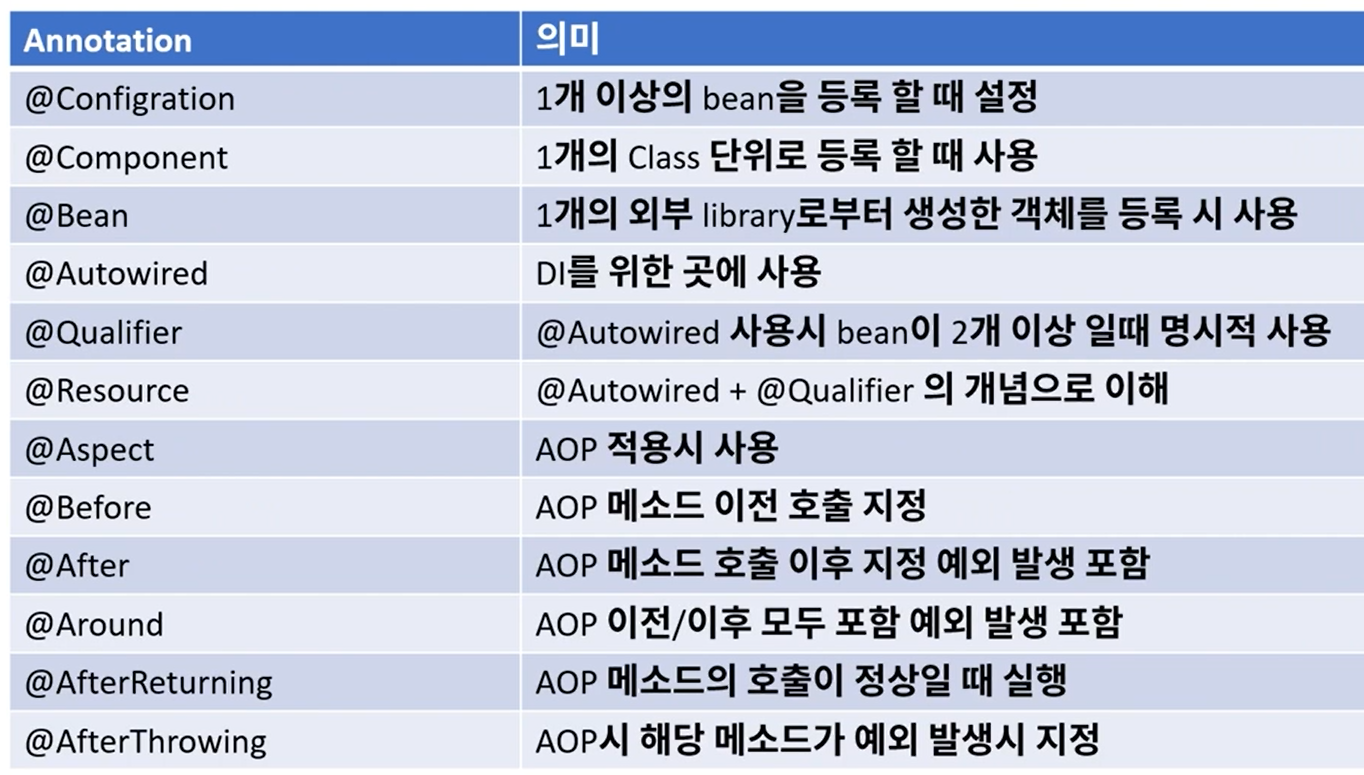 Annotation 의미
@Configration 1개 이상의 bean을 등록 할 때 설정
@Component 1개의 Class 단위로 등록 할 때 사용
@Bean 1개의 외부 library로부터 생성한 객체를 등록 시 사용
@Autowired DI를 위한 곳에 사용
@Qualifier @Autowired 사용시 bean이 2개 이상 일때 명시적 사용
@Resource @Autowired + @Qualifier 의 개념으로 이해
@Aspect AOP 적용시 사용
@Before AOP 메소드 이전 호출 지정
@After AOP 메소드 호출 이후 지정 예외 발생 포함
@Around AOP 이전/이후 모두 포함 예외 발생 포함
@AfterReturning AOP 메소드의 호출이 정상일 때 실행
@AfterThrowing AOP시 해당 메소드가 예외 발생시 지정